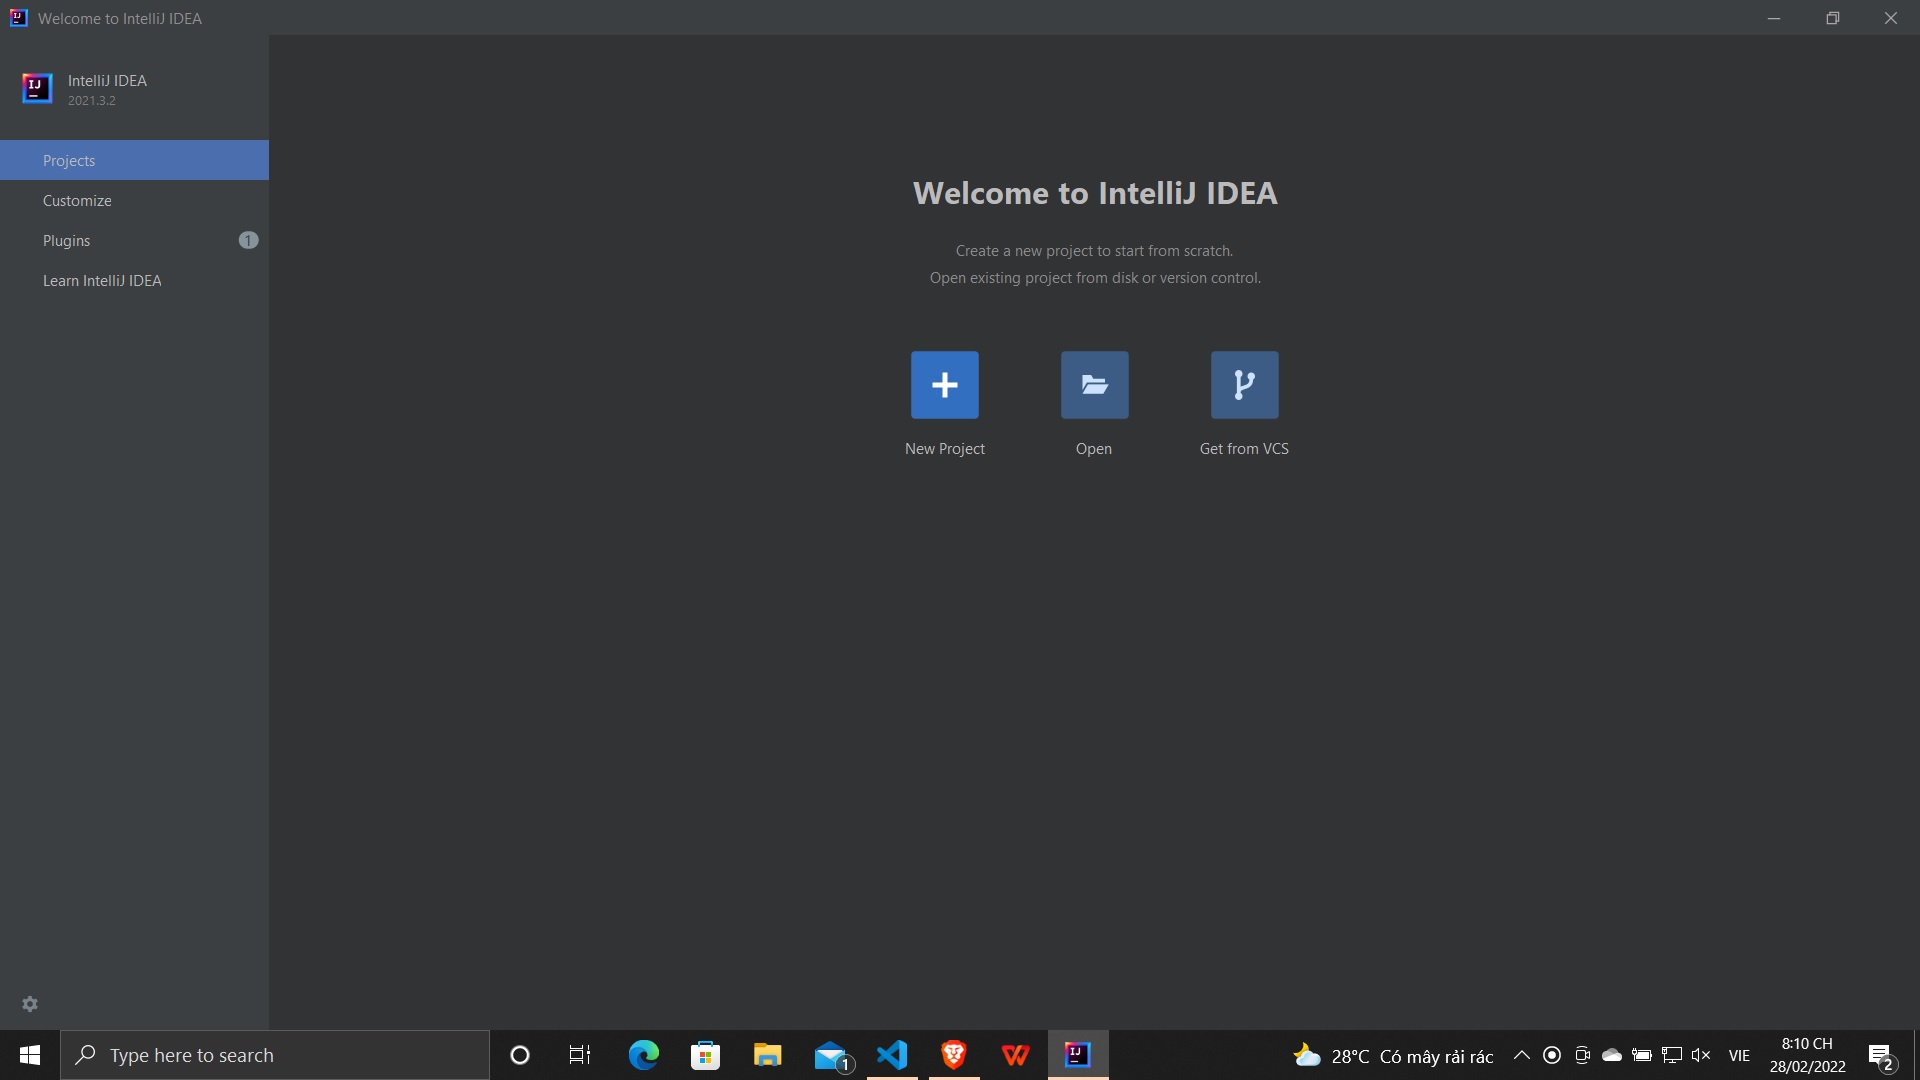 Welcome to IntelliJ IDEA
IntelliJ IDEA
2021.3.2
Projects
Customize
Plugins
1
Learn IntelliJ IDEA
Welcome to IntelliJ IDEA
Create a new project to start from scratch.
Open existing project from disk or version control.
New Project
Open
Get from VCS
Type here to search
1
28°C Có mây rải rác
VIE
8:10 CH
28/02/2022
2